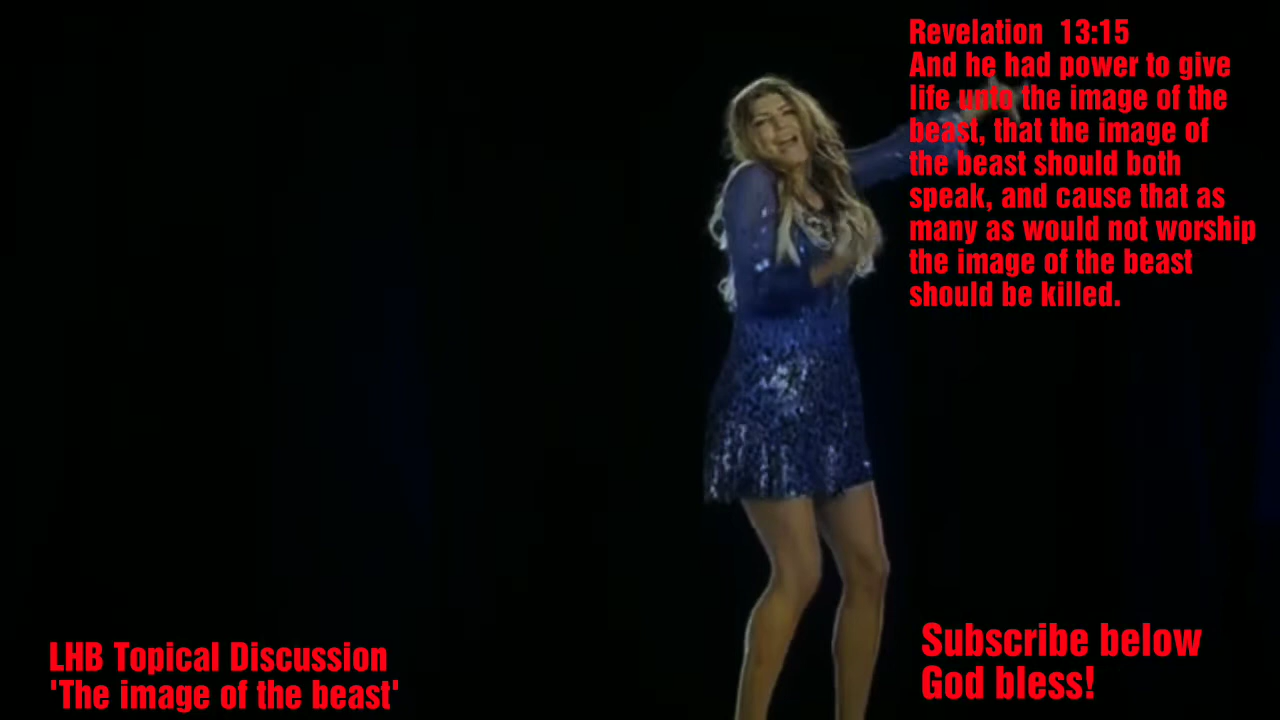 Revelation  13:15
And he had power to give
life unto the image of the
beast, that the image of
the beast should both
speak, and cause that as
many as would not worship
the image of the beast
should be killed.
LHB Topical Discussion
'The image of the beast'
Subscribe below
God bless!